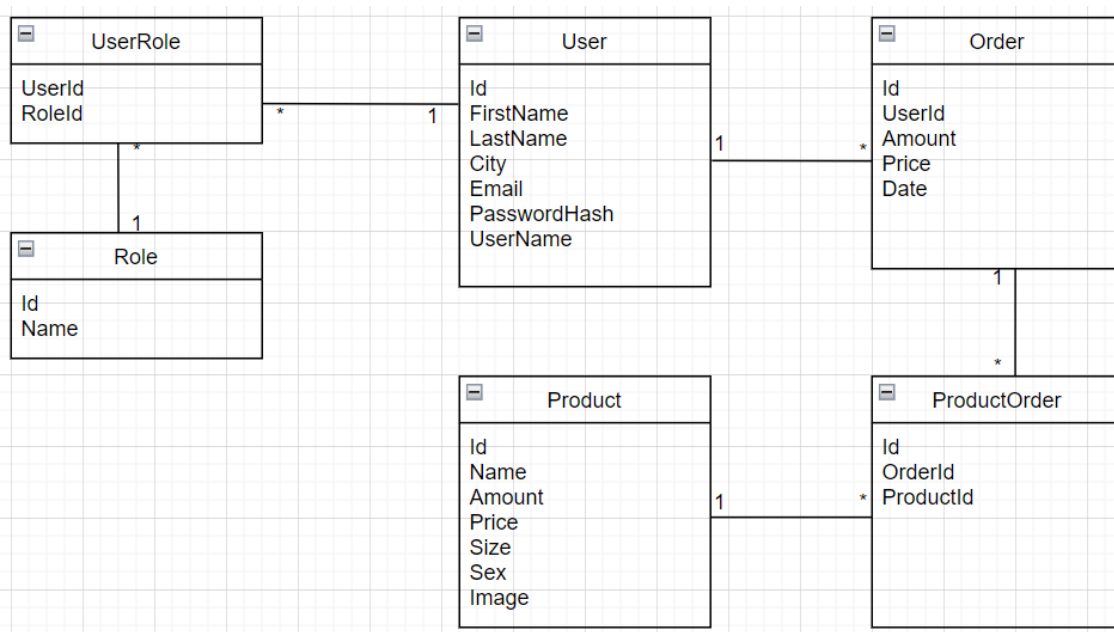 UserRole
UserId
RoleId
*
1
*
1
Role
Id
Name
User
Id
FirstName
LastName
City
Email
PasswordHash
UserName
1
*
Order
Id
UserId
Amount
Price
Date
1
*
Product
Id
Name
Amount
Price
Size
Sex
Image
1
*
ProductOrder
Id
OrderId
ProductId